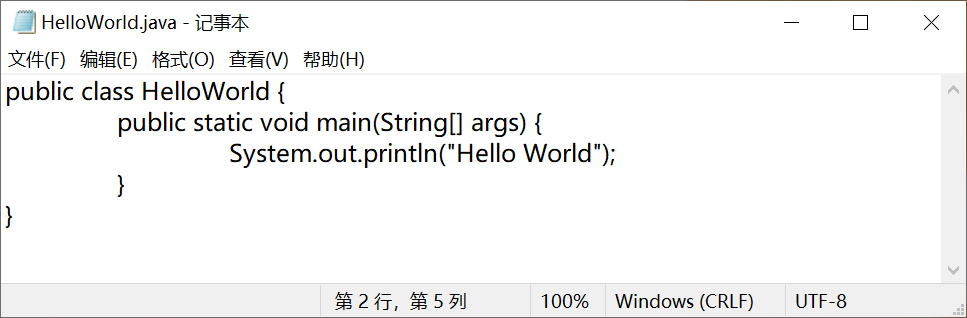 HelloWorld.java - 记事本
文件(F) 编辑(E) 格式(O) 查看(V) 帮助(H)
public class HelloWorld {
	public static void main(String[] args) {
		System.out.println("Hello World");
	}
}
第 2 行，第 5 列 100% Windows (CRLF) UTF-8